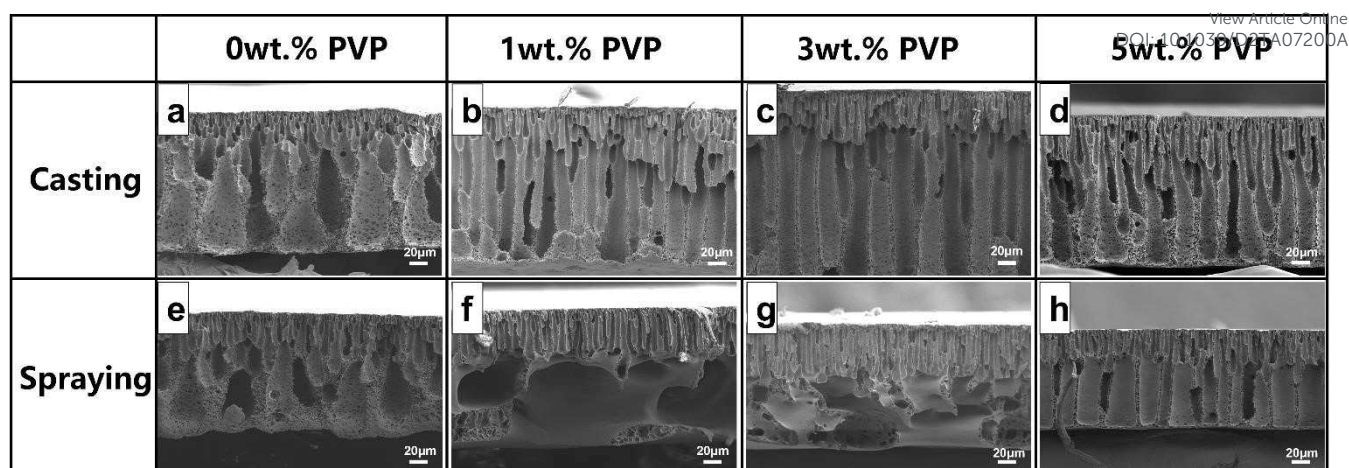 View Article Online
DOI: 10.1039/D2TA07200A
0wt.% PVP
1wt.% PVP
3wt.% PVP
5wt.% PVP
Casting
a
20μm
b
20μm
c
20μm
d
20μm
Spraying
e
20μm
f
20μm
g
20μm
h
20μm